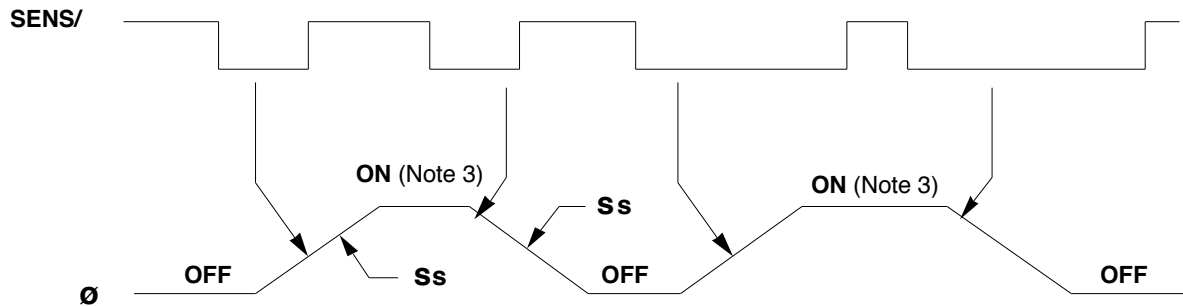 SENS/
ON (Note 3)
ON (Note 3)
Ss
OFF
Ss
OFF
OFF
ø